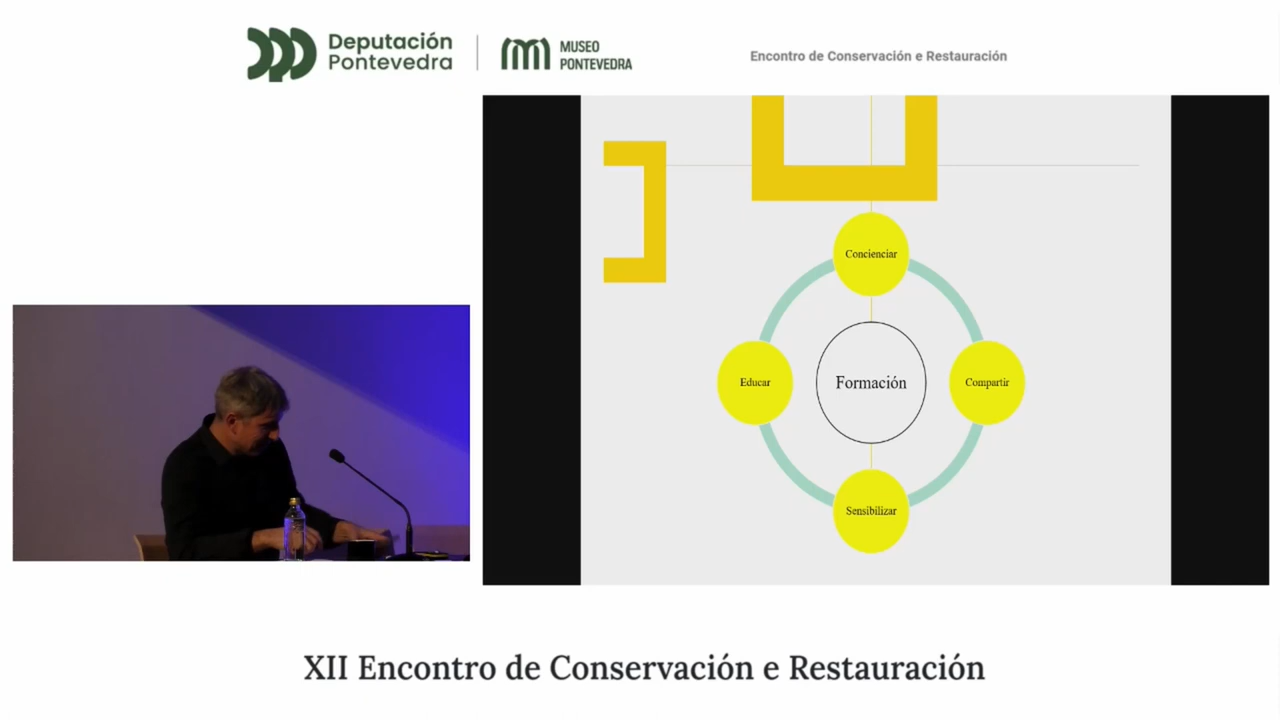 Deputación
Pontevedra
MUSEO
PONTEVEDRA
Encontro de Conservación e Restauración
Concienciar
Educar
Formación
Compartir
Sensibilizar
XII Encontro de Conservación e Restauración